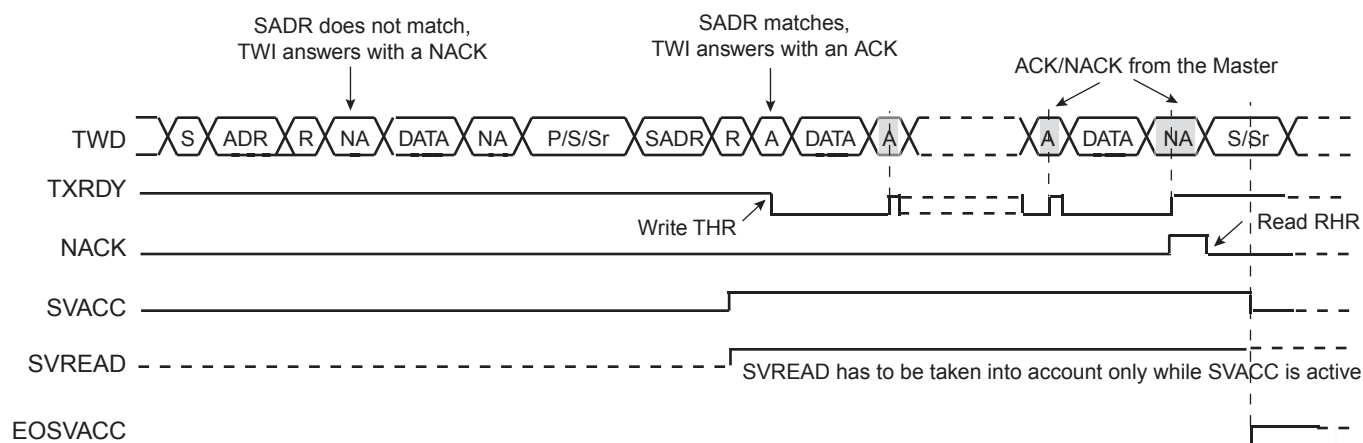 SADR does not match,
TWI answers with a NACK
SADR matches,
TWI answers with an ACK
ACK/NACK from the Master
TWD S ADR R NA DATA NA P/S/Sr SADR R A DATA A A DATA NA S/Sr
TXRDY
Write THR
NACK
Read RHR
SVACC
SVREAD
SVREAD has to be taken into account only while SVACC is active
EOSVACC